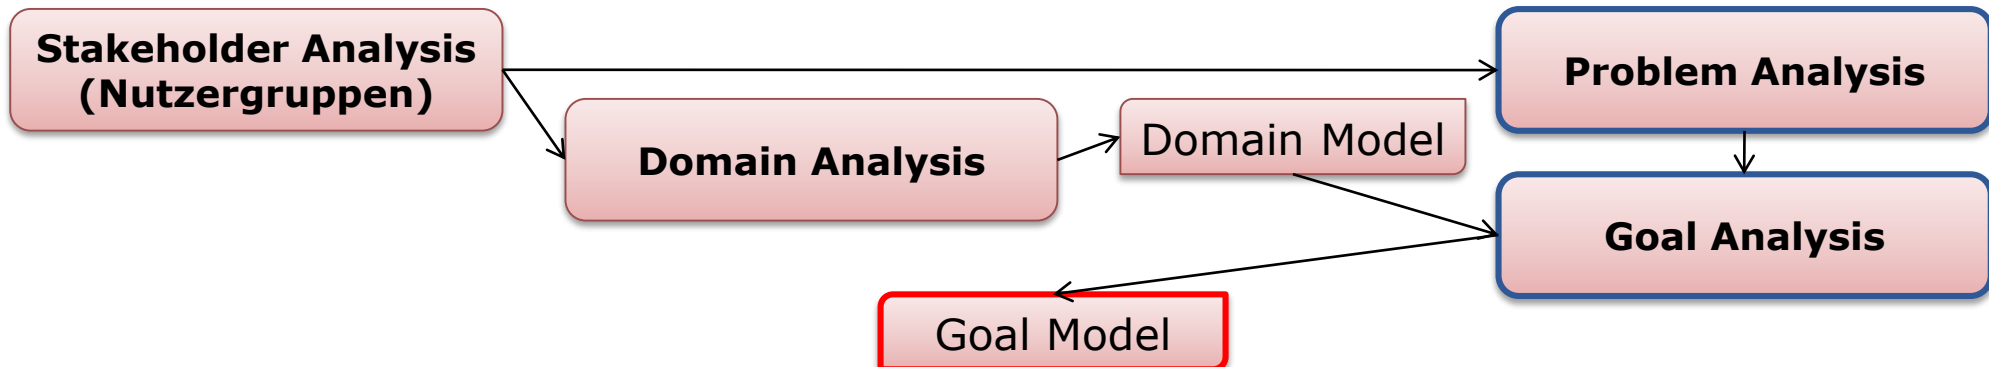 Stakeholder Analysis
(Nutzergruppen)
Problem Analysis
Domain Analysis
Domain Model
Goal Analysis
Goal Model